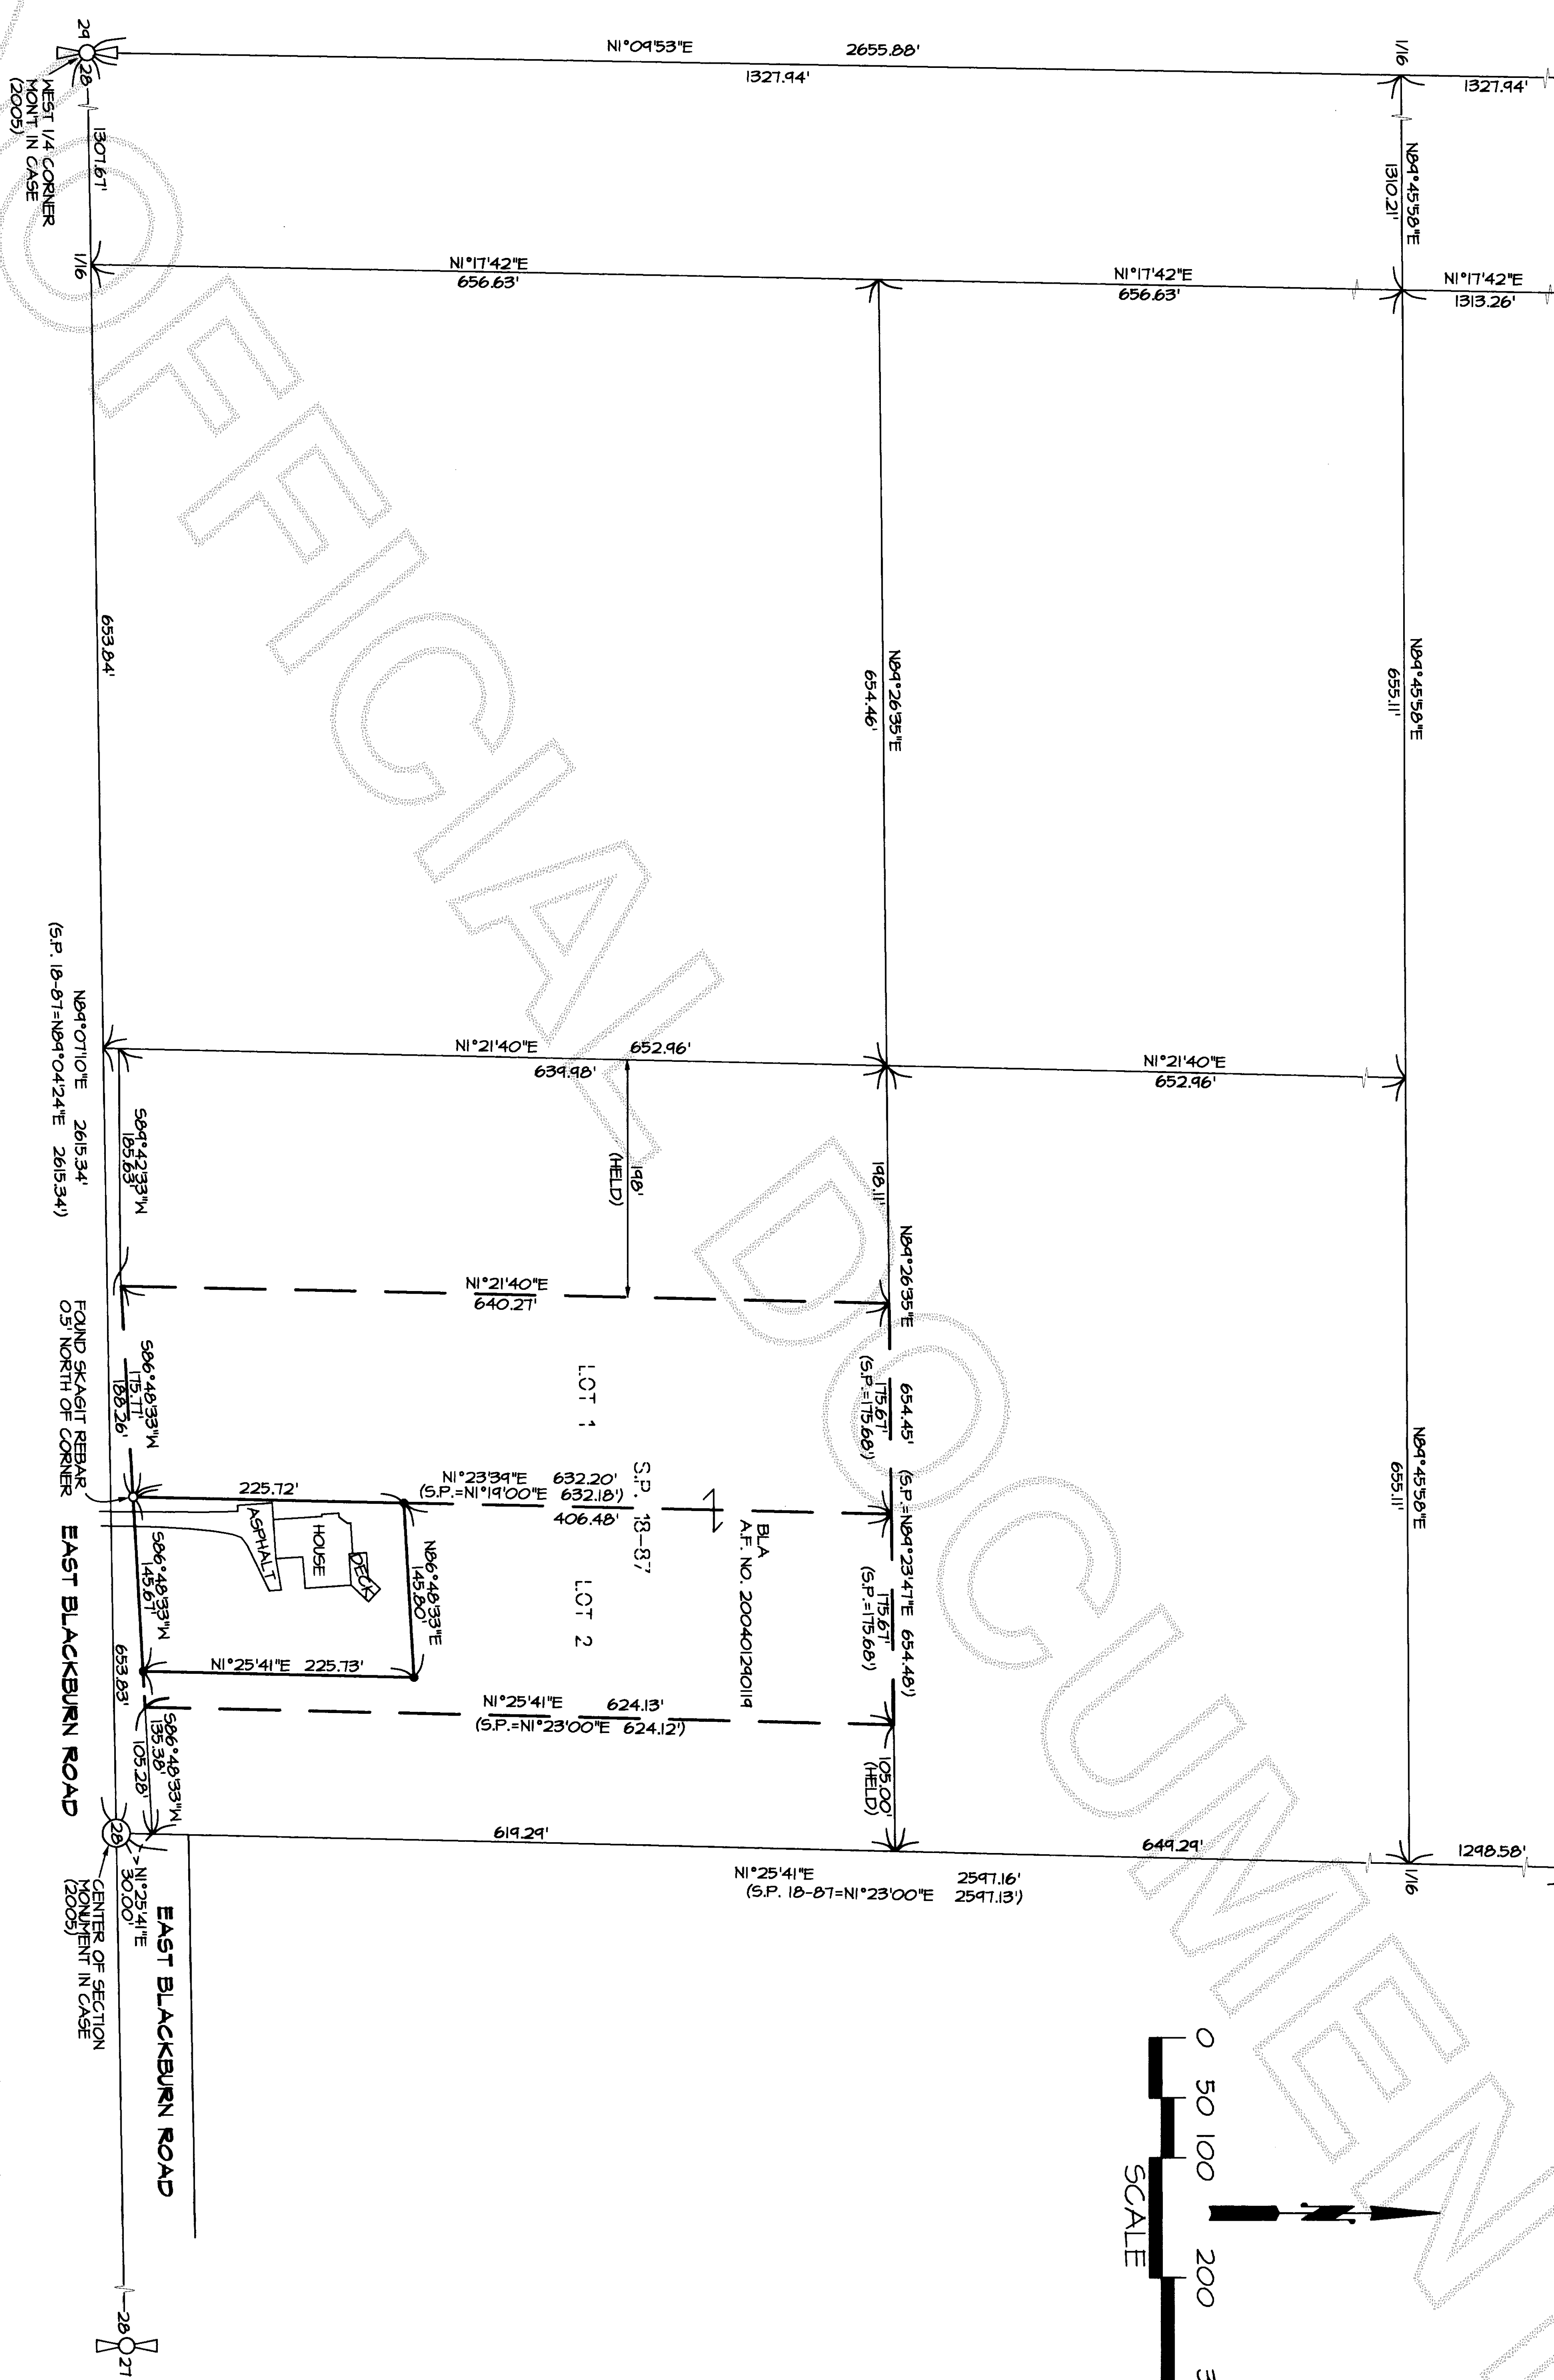 29
28
WEST 1/4 CORNER
MON'T IN CASE
(2005)
N1°09'53"E 2655.88'
1327.94'
1/16
1327.94'
1307.67'
1/16
N1°17'42"E
656.63'
N1°17'42"E
656.63'
N89°45'58"E
1310.21'
N1°17'42"E
1313.26'
653.84'
N89°26'35"E
654.46'
N89°45'58"E
655.11'
N89°07'10"E 2615.34'
(S.P. 18-87=N89°04'24"E 2615.34')
N1°21'40"E 652.96'
639.98'
N1°21'40"E
652.96'
S89°42'33"W
185.63'
198'
(HELD)
198.11'
N89°26'35"E 654.45' (S.P.=N89°23'47"E 654.48')
N1°21'40"E
640.27'
FOUND SKAGIT REBAR
0.5' NORTH OF CORNER
S86°48'33"W
175.77'
188.26'
LOT 1
175.67'
(S.P.=175.68')
N89°45'58"E
655.11'
225.72'
N1°23'39"E 632.20'
(S.P.=N1°19'00"E 632.18')
406.48'
S.P. 18-87
BLA
A.F. NO. 200401290119
ASPHALT
HOUSE
DECK
EAST BLACKBURN ROAD
S86°48'33"W
145.67'
N86°48'33"E
145.80'
LOT 2
175.67'
(S.P.=175.68')
653.83'
N1°25'41"E 225.73'
N1°25'41"E 624.13'
(S.P.=N1°23'00"E 624.12')
S86°48'33"W
135.38'
105.28'
105.00'
(HELD)
28
619.29'
649.29'
1298.58'
1/16
N1°25'41"E 2597.16'
(S.P. 18-87=N1°23'00"E 2597.13')
N1°25'41"E
30.00'
CENTER OF SECTION
MONUMENT IN CASE
(2005)
EAST BLACKBURN ROAD
0 50 100 200
SCALE
28
27
OFFICIAL DOCUMEN